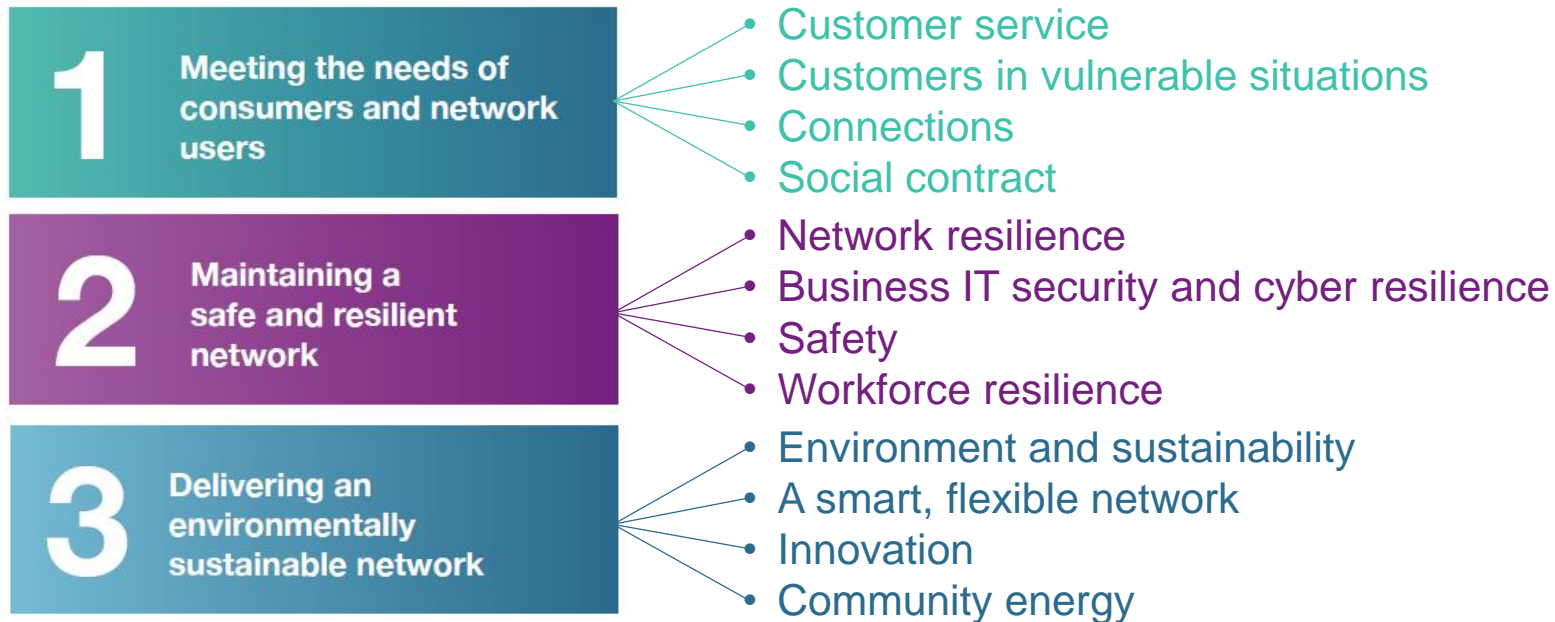 1
Meeting the needs of
consumers and network
users
• Customer service
• Customers in vulnerable situations
• Connections
• Social contract
2
Maintaining a
safe and resilient
network
• Network resilience
• Business IT security and cyber resilience
• Safety
• Workforce resilience
3
Delivering an
environmentally
sustainable network
• Environment and sustainability
• A smart, flexible network
• Innovation
• Community energy